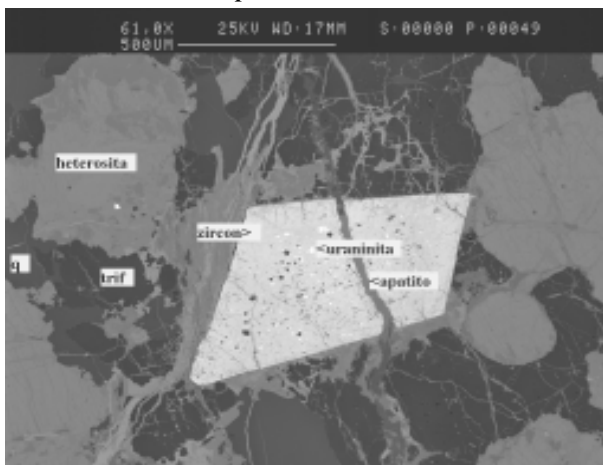 61.0X 25KV WD:17MM S:00000 P:00049
500UM
heterosita
zircon>
<uraninita
q
trif
<apatito